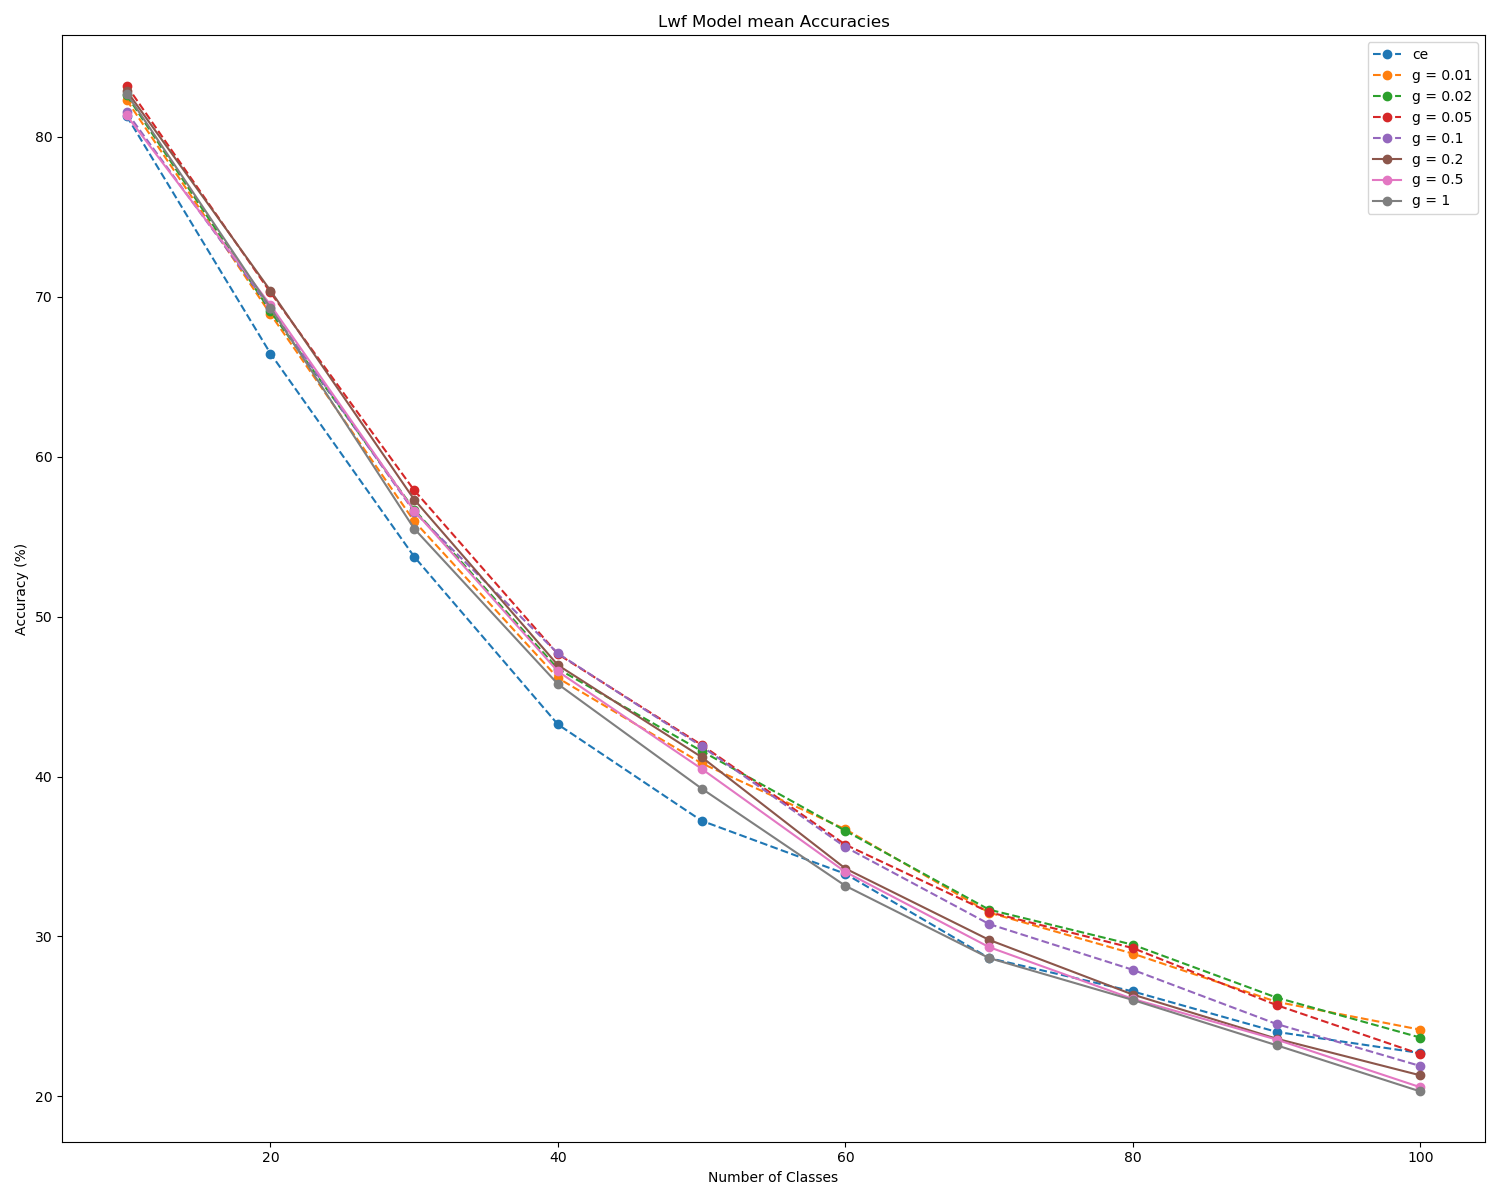 Lwf Model mean Accuracies
ce
g = 0.01
g = 0.02
g = 0.05
g = 0.1
g = 0.2
g = 0.5
g = 1
80
70
60
50
40
30
20
Accuracy (%)
20 40 60 80 100
Number of Classes